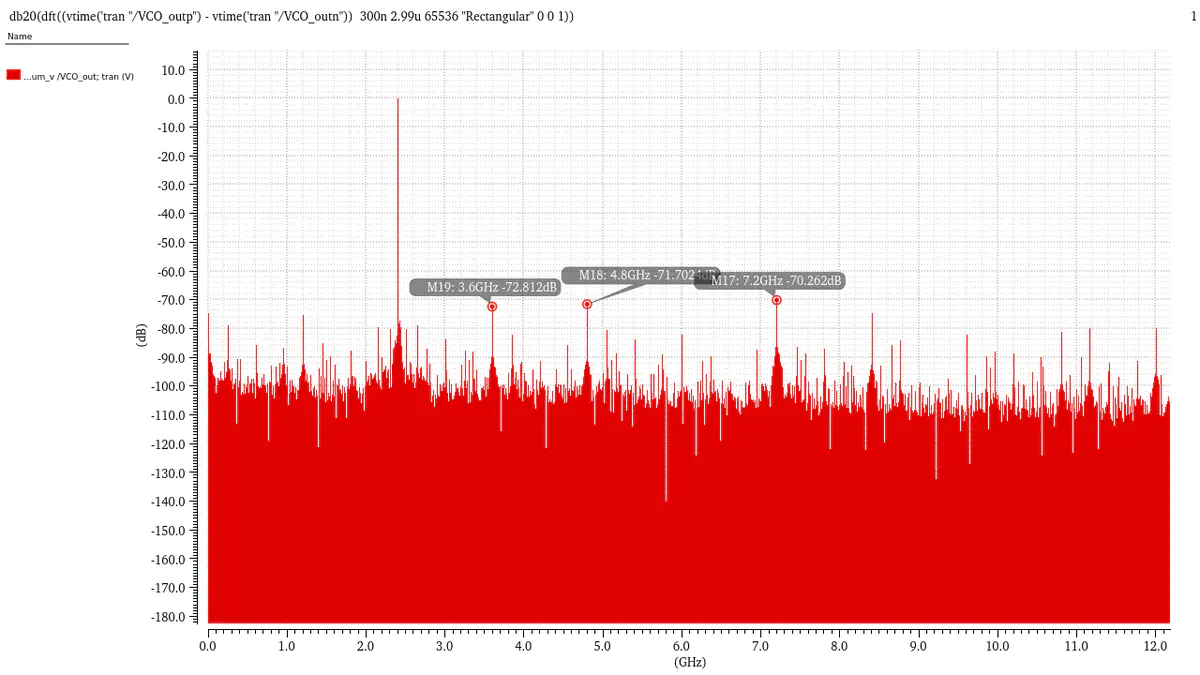 db20(dft((vtime('tran "/VCO_outp") - vtime('tran "/VCO_outn")) 300n 2.99u 65536 "Rectangular" 0 0 1))
1
Name
...um_v /VCO_out; tran (V)
10.0
0.0
-10.0
-20.0
-30.0
-40.0
-50.0
-60.0
-70.0
-80.0
-90.0
-100.0
-110.0
-120.0
-130.0
-140.0
-150.0
-160.0
-170.0
-180.0
(dB)
M19: 3.6GHz -72.812dB
M18: 4.8GHz -71.702
M17: 7.2GHz -70.262dB
0.0 1.0 2.0 3.0 4.0 5.0 6.0 7.0 8.0 9.0 10.0 11.0 12.0
(GHz)